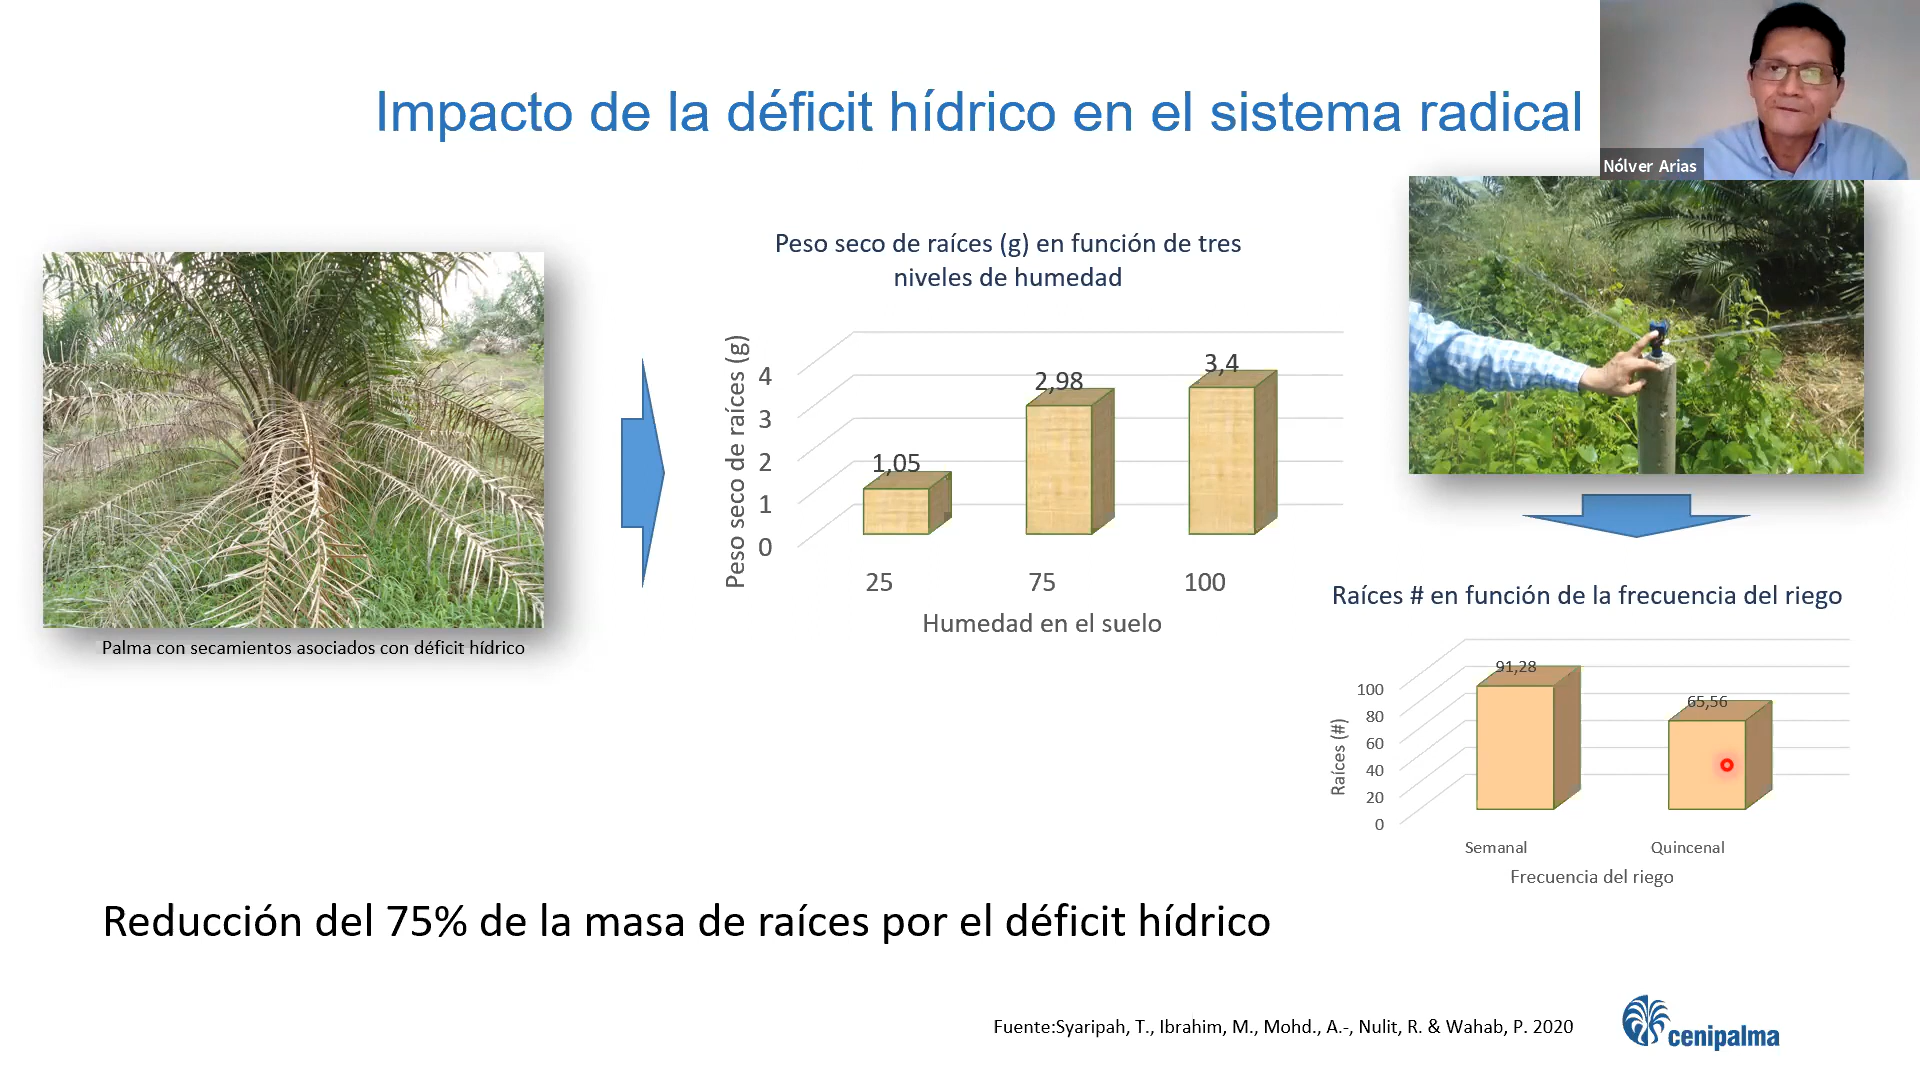 Impacto de la déficit hídrico en el sistema radical
Nólver Arias
Palma con secamientos asociados con déficit hídrico
Peso seco de raíces (g) en función de tres
niveles de humedad
Peso seco de raíces (g)
4
3
2
1
0
1,05
2,98
3,4
25
75
100
Humedad en el suelo
Raíces # en función de la frecuencia del riego
Raíces (#)
100
80
60
40
20
0
91,28
65,56
Semanal
Quincenal
Frecuencia del riego
Reducción del 75% de la masa de raíces por el déficit hídrico
Fuente:Syaripah, T., Ibrahim, M., Mohd., A.-, Nulit, R. & Wahab, P. 2020
cenipalma